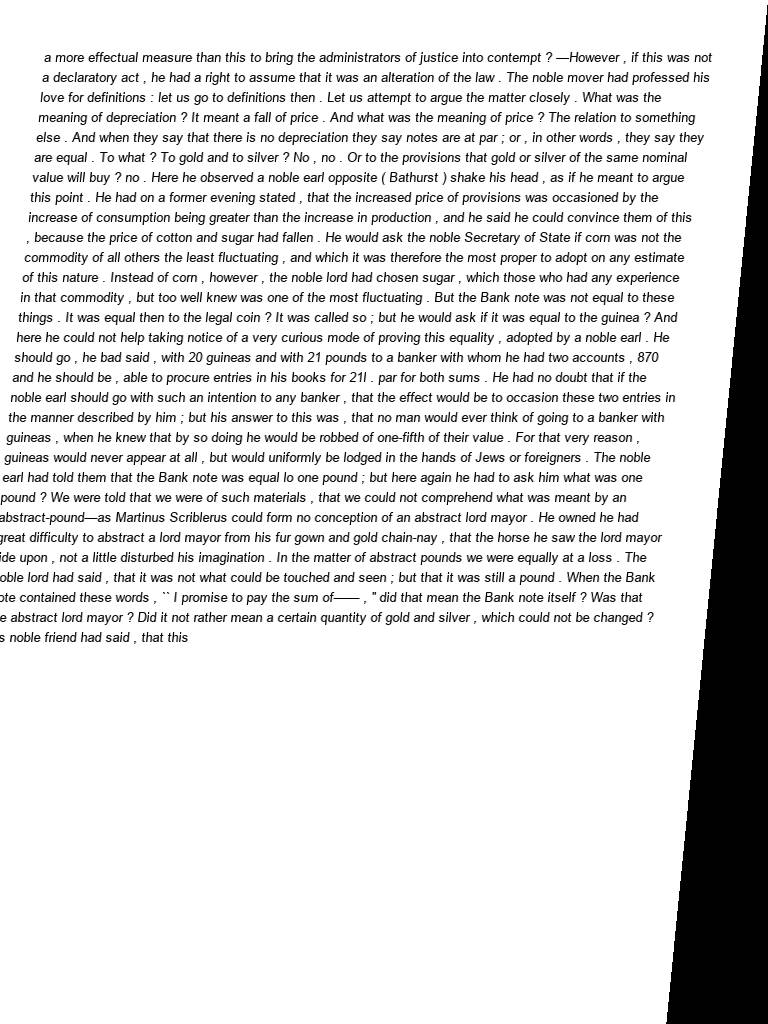 a more effectual measure than this to bring the administrators of justice into contempt ? —However , if this was not
a declaratory act , he had a right to assume that it was an alteration of the law . The noble mover had professed his
love for definitions : let us go to definitions then . Let us attempt to argue the matter closely . What was the
meaning of depreciation ? It meant a fall of price . And what was the meaning of price ? The relation to something
else . And when they say that there is no depreciation they say notes are at par ; or , in other words , they say they
are equal . To what ? To gold and to silver ? No , no . Or to the provisions that gold or silver of the same nominal
value will buy ? no . Here he observed a noble earl opposite ( Bathurst ) shake his head , as if he meant to argue
this point . He had on a former evening stated , that the increased price of provisions was occasioned by the
increase of consumption being greater than the increase in production , and he said he could convince them of this
, because the price of cotton and sugar had fallen . He would ask the noble Secretary of State if corn was not the
commodity of all others the least fluctuating , and which it was therefore the most proper to adopt on any estimate
of this nature . Instead of corn , however , the noble lord had chosen sugar , which those who had any experience
in that commodity , but too well knew was one of the most fluctuating . But the Bank note was not equal to these
things . It was equal then to the legal coin ? It was called so ; but he would ask if it was equal to the guinea ? And
here he could not help taking notice of a very curious mode of proving this equality , adopted by a noble earl . He
should go , he bad said , with 20 guineas and with 21 pounds to a banker with whom he had two accounts , 870
and he should be , able to procure entries in his books for 21l . par for both sums . He had no doubt that if the
noble earl should go with such an intention to any banker , that the effect would be to occasion these two entries in
the manner described by him ; but his answer to this was , that no man would ever think of going to a banker with
guineas , when he knew that by so doing he would be robbed of one-fifth of their value . For that very reason ,
guineas would never appear at all , but would uniformly be lodged in the hands of Jews or foreigners . The noble
earl had told them that the Bank note was equal lo one pound ; but here again he had to ask him what was one
pound ? We were told that we were of such materials , that we could not comprehend what was meant by an
abstract-pound—as Martinus Scriblerus could form no conception of an abstract lord mayor . He owned he had
great difficulty to abstract a lord mayor from his fur gown and gold chain-nay , that the horse he saw the lord mayor
ide upon , not a little disturbed his imagination . In the matter of abstract pounds we were equally at a loss . The
oble lord had said , that it was not what could be touched and seen ; but that it was still a pound . When the Bank
ote contained these words , `` I promise to pay the sum of—— , '' did that mean the Bank note itself ? Was that
e abstract lord mayor ? Did it not rather mean a certain quantity of gold and silver , which could not be changed ?
s noble friend had said , that this